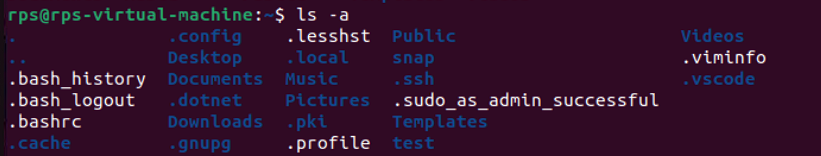 rps@rps-virtual-machine:~$ ls -a
. .config .lesshst Public Videos
.. Desktop .local snap .viminfo
.bash_history Documents Music .ssh .vscode
.bash_logout .dotnet Pictures .sudo_as_admin_successful
.bashrc Downloads .pki Templates
.cache .gnupg .profile test